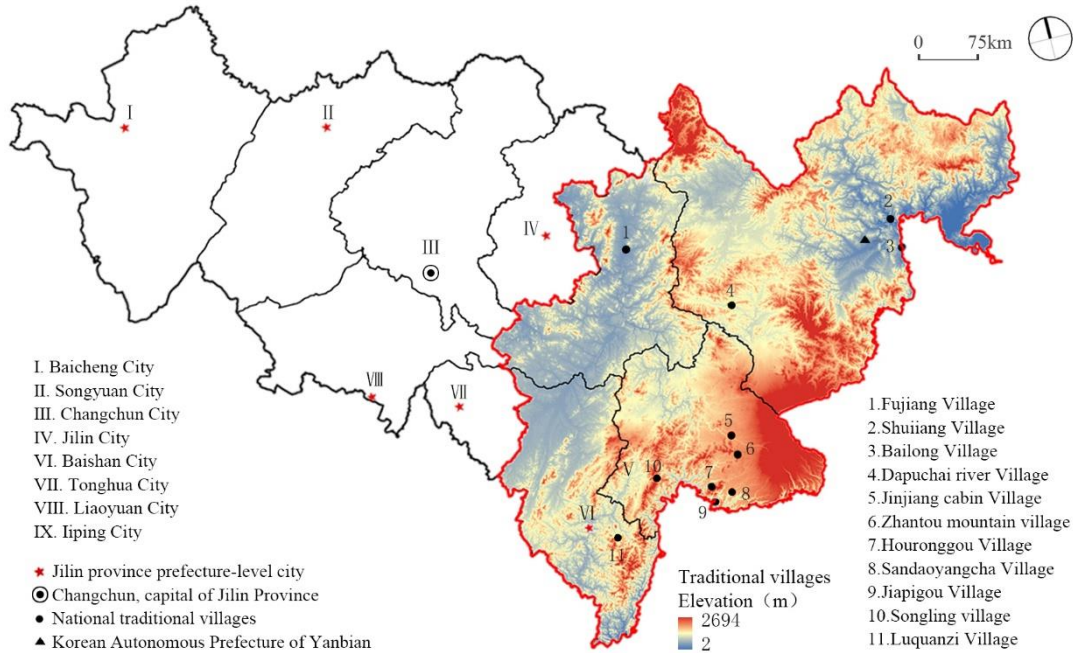 0 75km
I
II
III
IV
V
VI
VII
VIII
1
2
3
4
5
6
7
8
9
10
11
I. Baicheng City
II. Songyuan City
III. Changchun City
IV. Jilin City
VI. Baishan City
VII. Tonghua City
VIII. Liaoyuan City
IX. Iiping City
Jilin province prefecture-level city
Changchun, capital of Jilin Province
National traditional villages
Korean Autonomous Prefecture of Yanbian
Traditional villages
Elevation（m）
2694
2
1.Fujiang Village
2.Shuiiang Village
3.Bailong Village
4.Dapuchai river Village
5.Jinjiang cabin Village
6.Zhantou mountain village
7.Houronggou Village
8.Sandaoyangcha Village
9.Jiapigou Village
10.Songling village
11.Luquanzi Village